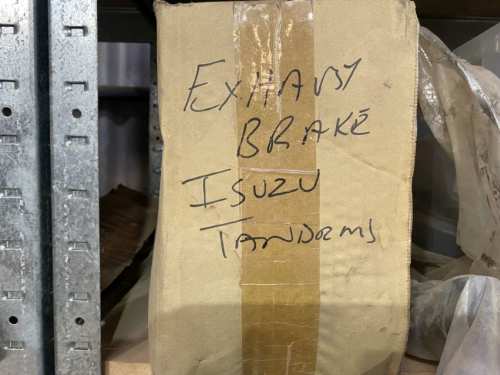 EXHAUST
BRAKE
ISUZU
TANDEMS